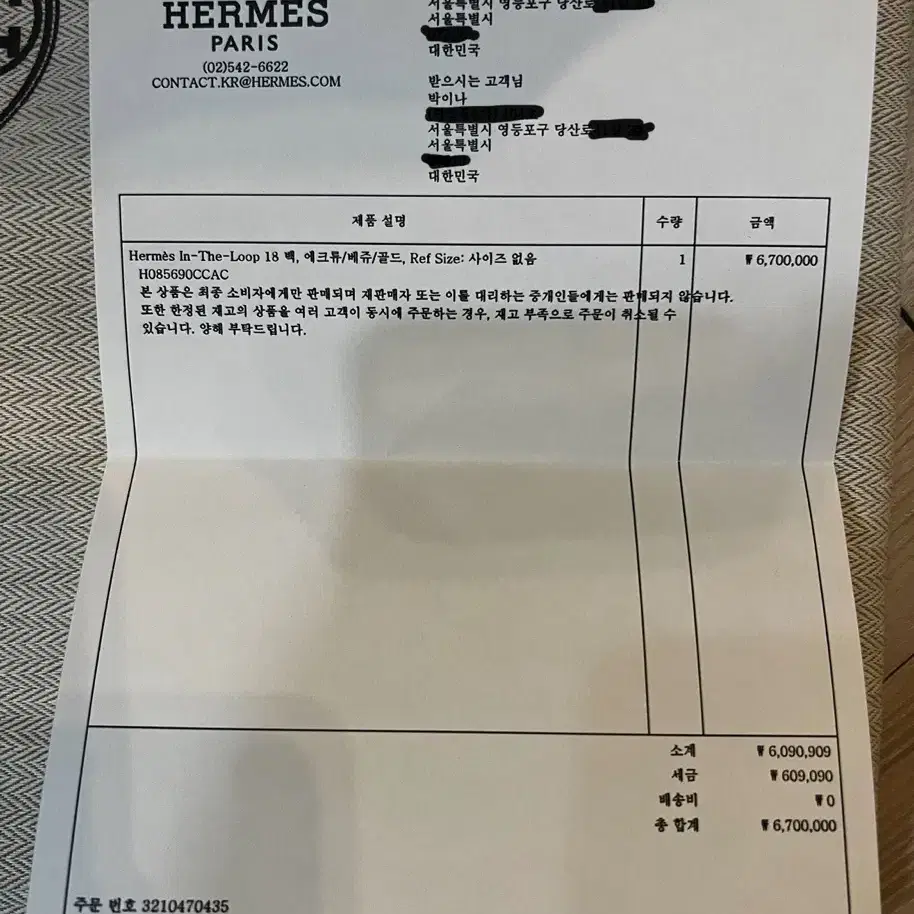 HERMÈS
PARIS
(02)542-6622
CONTACT.KR@HERMES.COM
서울특별시 영등포구 당산로
서울특별시
대한민국
받으시는 고객님
박이나
서울특별시 영등포구 당산로
서울특별시
대한민국
제품 설명 수량 금액
Hermès In-The-Loop 18 백, 에크류/베쥬/골드, Ref Size: 사이즈 없음 1 ₩ 6,700,000
H085690CCAC
본 상품은 최종 소비자에게만 판매되며 재판매자 또는 이를 대리하는 중개인들에게는 판매되지 않습니다.
또한 한정된 재고의 상품을 여러 고객이 동시에 주문하는 경우, 재고 부족으로 주문이 취소될 수
있습니다. 양해 부탁드립니다.
소계 ₩ 6,090,909
세금 ₩ 609,090
배송비 ₩ 0
총 합계 ₩ 6,700,000
주문 번호 3210470435